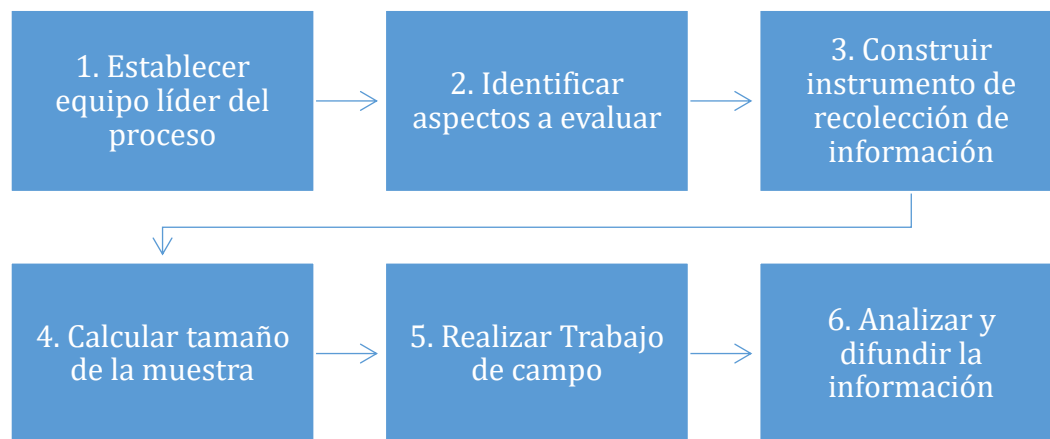 1. Establecer
equipo líder del
proceso
2. Identificar
aspectos a evaluar
3. Construir
instrumento de
recolección de
información
4. Calcular tamaño
de la muestra
5. Realizar Trabajo
de campo
6. Analizar y
difundir la
información